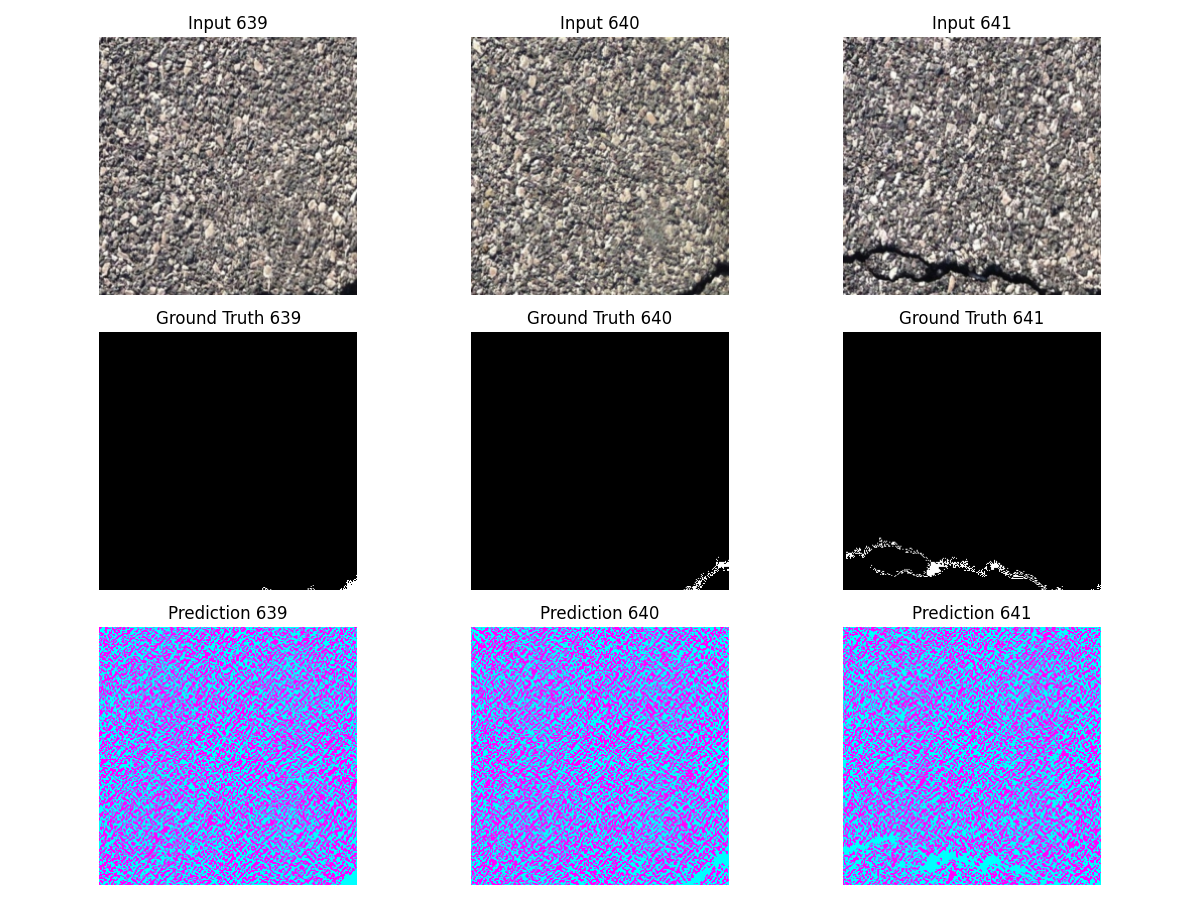 Input 639
Input 640
Input 641
Ground Truth 639
Ground Truth 640
Ground Truth 641
Prediction 639
Prediction 640
Prediction 641